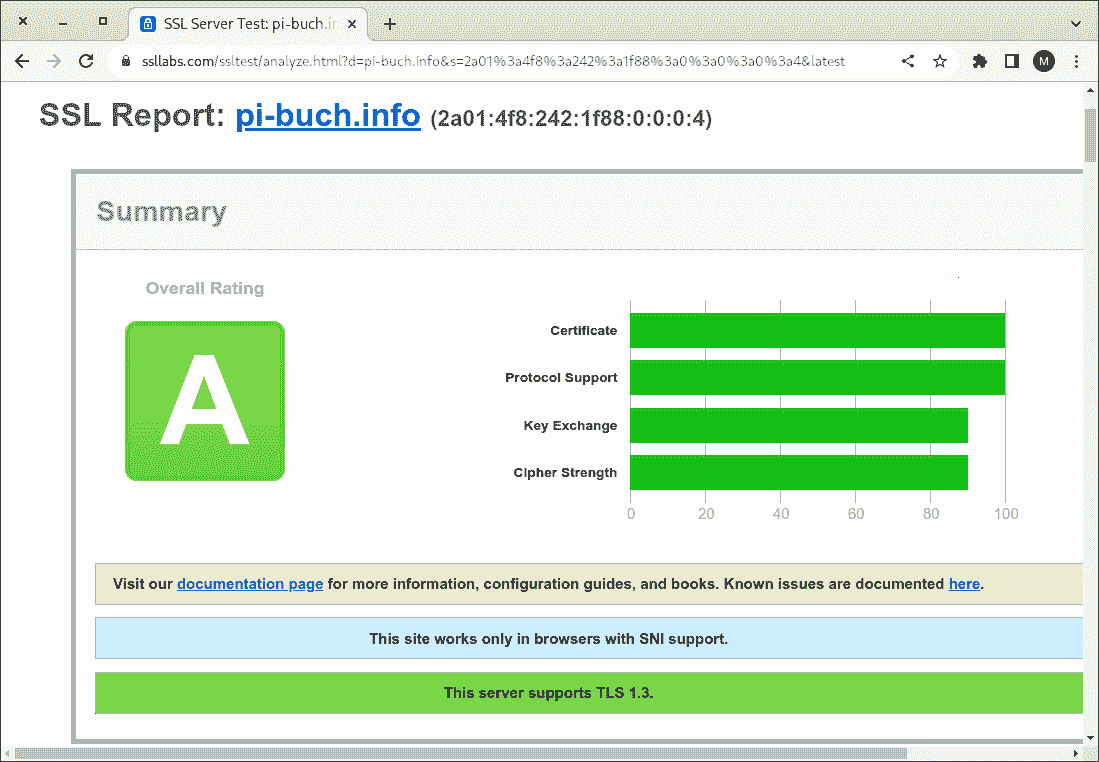 SSL Server Test: pi-buch.in
ssllabs.com/ssltest/analyze.html?d=pi-buch.info&s=2a01%3a4f8%3a242%3a1f88%3a0%3a0%3a0%3a4&latest
M
SSL Report: pi-buch.info (2a01:4f8:242:1f88:0:0:0:4)
Summary
Overall Rating
A
Certificate
Protocol Support
Key Exchange
Cipher Strength
0 20 40 60 80 100
Visit our documentation page for more information, configuration guides, and books. Known issues are documented here.
This site works only in browsers with SNI support.
This server supports TLS 1.3.